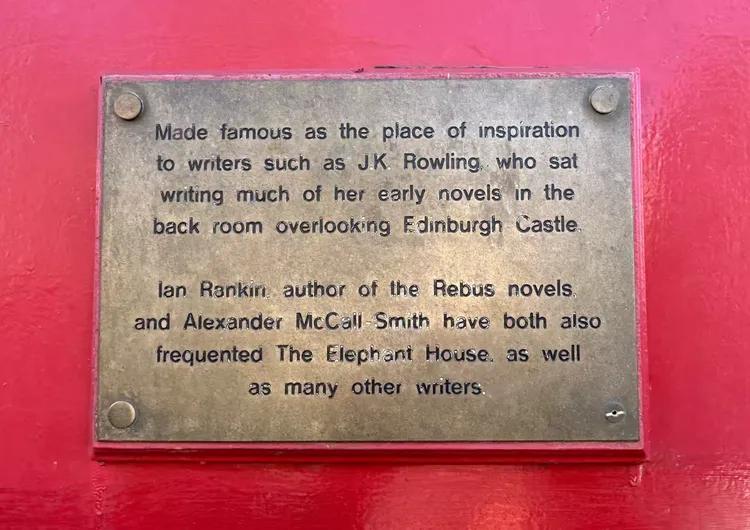 Made famous as the place of inspiration
to writers such as J.K. Rowling, who sat
writing much of her early novels in the
back room overlooking Edinburgh Castle.
Ian Rankin, author of the Rebus novels,
and Alexander McCall-Smith have both also
frequented The Elephant House, as well
as many other writers.